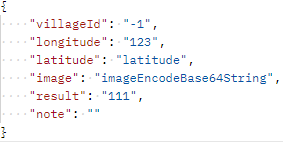 {
    "villageId": "-1",
    "longitude": "123",
    "latitude": "latitude",
    "image": "imageEncodeBase64String",
    "result": "111",
    "note": ""
}